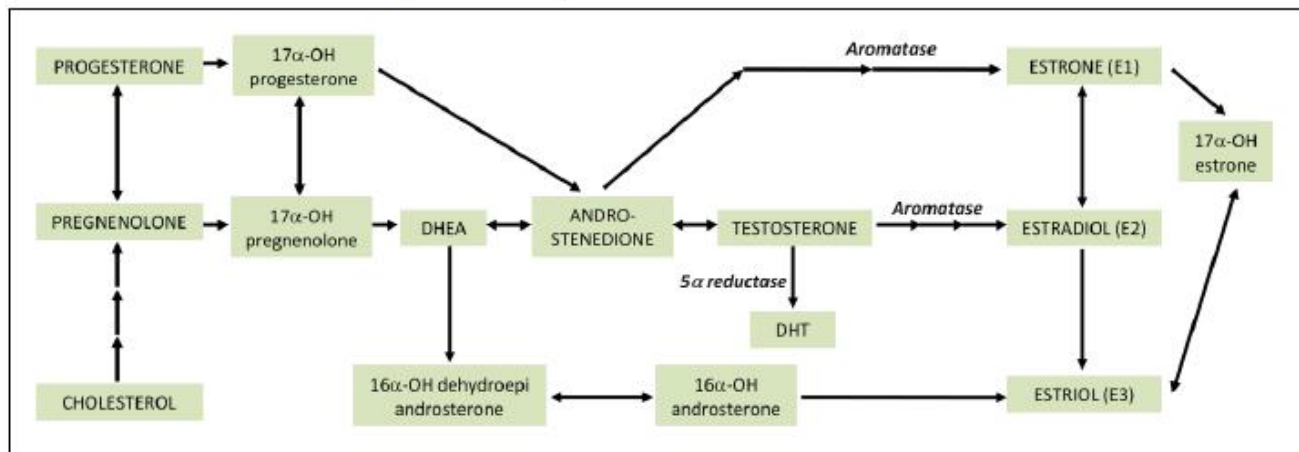 PROGESTERONE
17α-OH
progesterone
Aromatase
ESTRONE (E1)
17α-OH
estrone
PREGNENOLONE
17α-OH
pregnenolone
DHEA
ANDRO-
STENEDIONE
TESTOSTERONE
Aromatase
ESTRADIOL (E2)
5α reductase
DHT
CHOLESTEROL
16α-OH dehydroepi
androsterone
16α-OH
androsterone
ESTRIOL (E3)